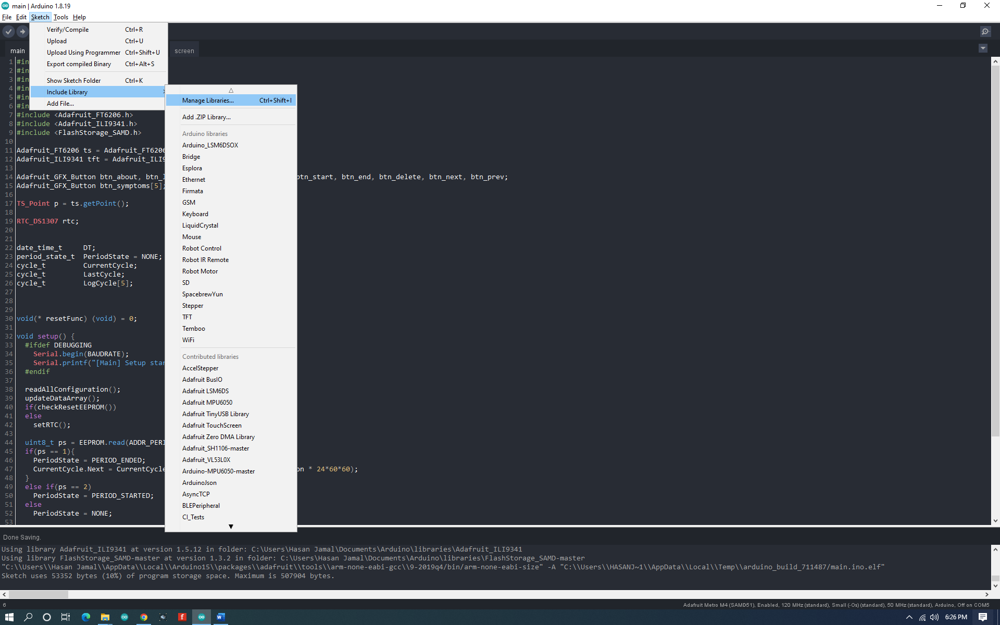 main | Arduino 1.8.19
File Edit Sketch Tools Help
Verify/Compile Ctrl+R
Upload Ctrl+U
Upload Using Programmer Ctrl+Shift+U
Export compiled Binary Ctrl+Alt+S
Show Sketch Folder Ctrl+K
Include Library
Add File...
main
screen
Manage Libraries... Ctrl+Shift+I
Add .ZIP Library...
Arduino libraries
Arduino_LSM6DSOX
Bridge
Esplora
Ethernet
Firmata
GSM
Keyboard
LiquidCrystal
Mouse
Robot Control
Robot IR Remote
Robot Motor
SD
SpacebrewYun
Stepper
TFT
Temboo
WiFi
Contributed libraries
AccelStepper
Adafruit BusIO
Adafruit LSM6DS
Adafruit MPU6050
Adafruit TinyUSB Library
Adafruit TouchScreen
Adafruit Zero DMA Library
Adafruit_SH1106-master
Adafruit_VL53L0X
Arduino-MPU6050-master
ArduinoJson
AsyncTCP
BLEPeripheral
CI_Tests
1 #in
2 #in
3 #in
4 #in
5 #in
6 #in
7 #include <Adafruit_FT6206.h>
8 #include <Adafruit_ILI9341.h>
9 #include <FlashStorage_SAMD.h>
10
11 Adafruit_FT6206 ts = Adafruit_FT6206
12 Adafruit_ILI9341 tft = Adafruit_ILI9
13
14 Adafruit_GFX_Button btn_about, btn_l btn_start, btn_end, btn_delete, btn_next, btn_prev;
15 Adafruit_GFX_Button btn_symptoms[5];
16
17 TS_Point p = ts.getPoint();
18
19 RTC_DS1307 rtc;
20
21
22 date_time_t DT;
23 period_state_t PeriodState = NONE;
24 cycle_t CurrentCycle;
25 cycle_t LastCycle;
26 cycle_t LogCycle[5];
27
28
29
30 void(* resetFunc) (void) = 0;
31
32 void setup() {
33 #ifdef DEBUGGING
34 Serial.begin(BAUDRATE);
35 Serial.printf("[Main] Setup star
36 #endif
37
38 readAllConfiguration();
39 updateDataArray();
40 if(checkResetEEPROM())
41 else
42 setRTC();
43
44 uint8_t ps = EEPROM.read(ADDR_PERI
45 if(ps == 1){
46 PeriodState = PERIOD_ENDED;
47 CurrentCycle.Next = CurrentCycle on * 24*60*60);
48 }
49 else if(ps == 2)
50 PeriodState = PERIOD_STARTED;
51 else
52 PeriodState = NONE;
53
Done Saving.
Using library Adafruit_ILI9341 at version 1.5.12 in folder: C:\Users\Hasan Jamal\Documents\Arduino\libraries\Adafruit_ILI9341
Using library FlashStorage_SAMD-master at version 1.3.2 in folder: C:\Users\Hasan Jamal\Documents\Arduino\libraries\FlashStorage_SAMD-master
"C:\\Users\\Hasan Jamal\\AppData\\Local\\Arduino15\\packages\\adafruit\\tools\\arm-none-eabi-gcc\\9-2019q4/bin/arm-none-eabi-size" -A "C:\\Users\\HASANJ~1\\AppData\\Local\\Temp\\arduino_build_711487/main.ino.elf"
Sketch uses 53352 bytes (10%) of program storage space. Maximum is 507904 bytes.
6
Adafruit Metro M4 (SAMD51), Enabled, 120 MHz (standard), Small (-Os) (standard), 50 MHz (standard), Arduino, Off on COM5
6:26 PM